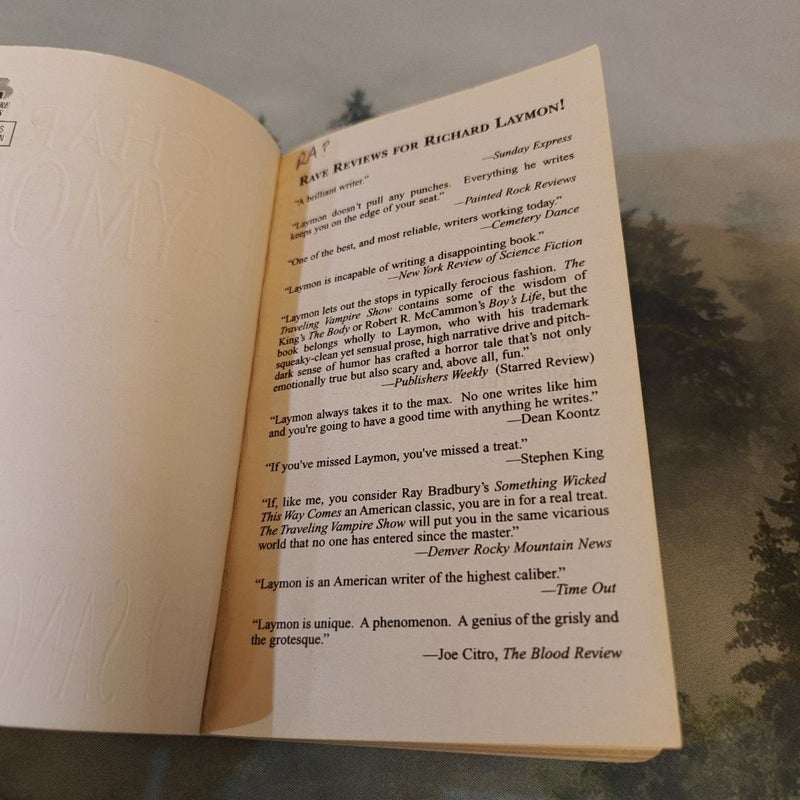 RA?
RAVE REVIEWS FOR RICHARD LAYMON!
“A brilliant writer.”
—Sunday Express
“Laymon doesn't pull any punches. Everything he writes
keeps you on the edge of your seat.”
—Painted Rock Reviews
“One of the best, and most reliable, writers working today.”
—Cemetery Dance
“Laymon is incapable of writing a disappointing book.”
—New York Review of Science Fiction
“Laymon lets out the stops in typically ferocious fashion. The
Traveling Vampire Show contains some of the wisdom of
King's The Body or Robert R. McCammon's Boy's Life, but the
book belongs wholly to Laymon, who with his trademark
squeaky-clean yet sensual prose, high narrative drive and pitch-
dark sense of humor has crafted a horror tale that's not only
emotionally true but also scary and, above all, fun.”
—Publishers Weekly (Starred Review)
“Laymon always takes it to the max. No one writes like him
and you're going to have a good time with anything he writes.”
—Dean Koontz
“If you've missed Laymon, you've missed a treat.”
—Stephen King
“If, like me, you consider Ray Bradbury's Something Wicked
This Way Comes an American classic, you are in for a real treat.
The Traveling Vampire Show will put you in the same vicarious
world that no one has entered since the master.”
—Denver Rocky Mountain News
“Laymon is an American writer of the highest caliber.”
—Time Out
“Laymon is unique. A phenomenon. A genius of the grisly and
the grotesque.”
—Joe Citro, The Blood Review